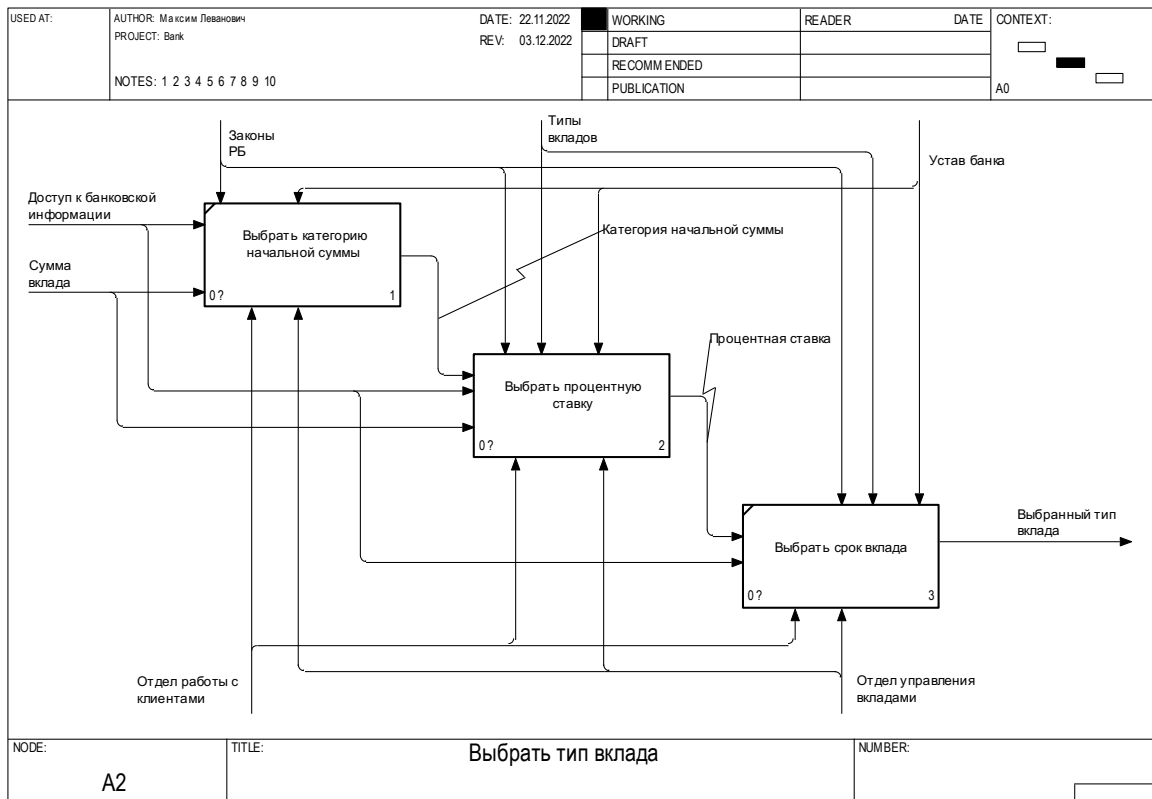 USED AT:
AUTHOR: Максим Леванович
DATE: 22.11.2022
WORKING
READER
DATE
CONTEXT:
PROJECT: Bank
REV: 03.12.2022
DRAFT
RECOMMENDED
NOTES: 1 2 3 4 5 6 7 8 9 10
PUBLICATION
A0
Законы
РБ
Типы
вкладов
Устав банка
Доступ к банковской
информации
Выбрать категорию
начальной суммы
0 ?
1
Категория начальной суммы
Сумма
вклада
Процентная ставка
Выбрать процентную
ставку
0 ?
2
Выбранный тип
вклада
Выбрать срок вклада
0 ?
3
Отдел работы с
клиентами
Отдел управления
вкладами
NODE:
A2
TITLE:
Выбрать тип вклада
NUMBER: